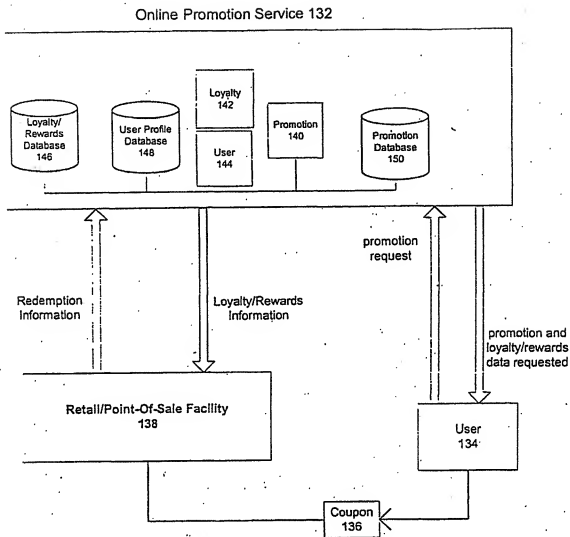 Online Promotion Service 132
Loyalty/
Rewards
Database
146
User Profile
Database
148
Loyalty
142
User
144
Promotion
140
Promotion
Database
150
Redemption
Information
Loyalty/Rewards
Information
promotion
request
promotion and
loyalty/rewards
data requested
Retail/Point-Of-Sale Facility
138
User
134
Coupon
136